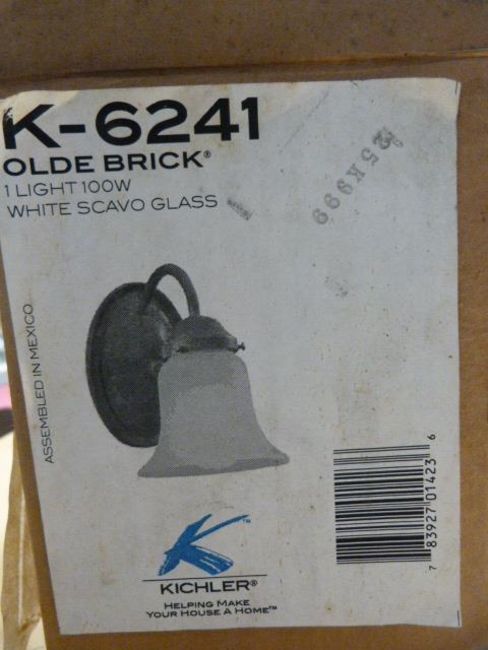 K-6241
OLDE BRICK®
1 LIGHT 100W
WHITE SCAVO GLASS
ASSEMBLED IN MEXICO
7 83927 01423 6
KICHLER®
HELPING MAKE
YOUR HOUSE A HOME™